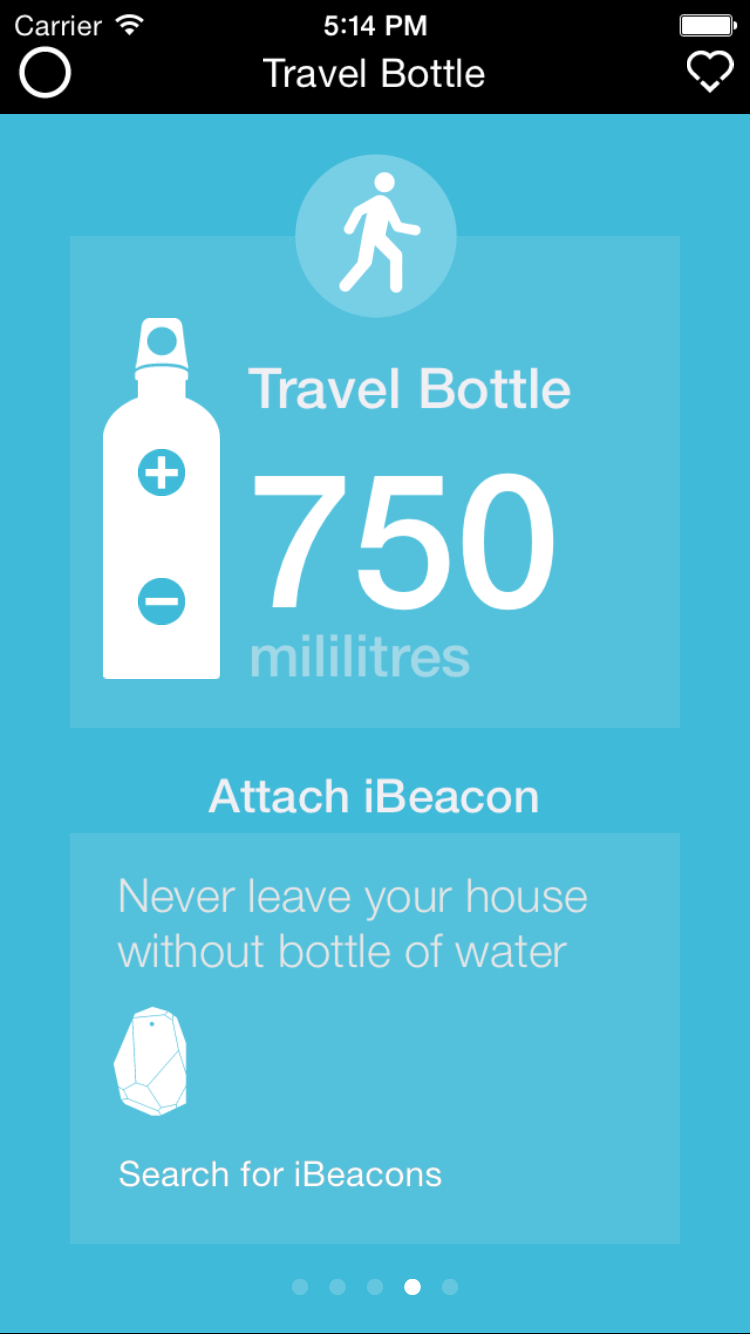 Carrier 5:14 PM
Travel Bottle
Travel Bottle
750
mililitres
Attach iBeacon
Never leave your house
without bottle of water
Search for iBeacons